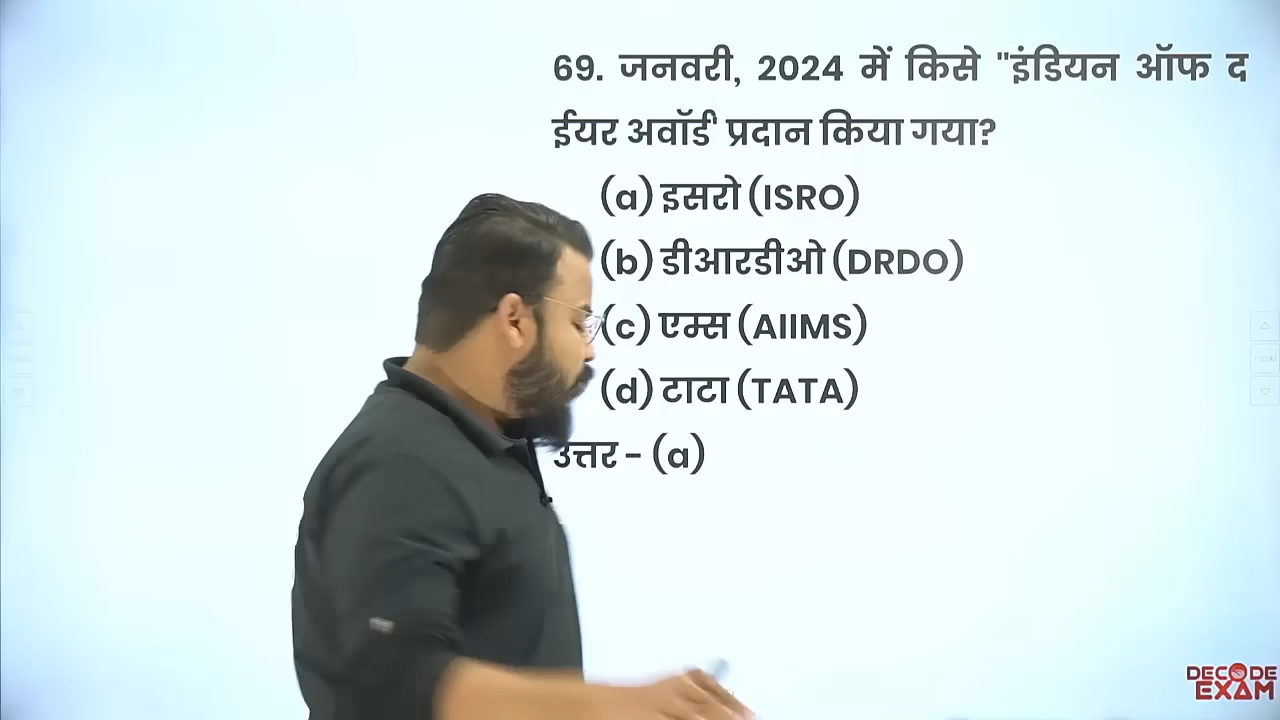 69. जनवरी, 2024 में किसे "इंडियन ऑफ द
ईयर अवॉर्ड' प्रदान किया गया?
(a) इसरो (ISRO)
(b) डीआरडीओ (DRDO)
(c) एम्स (AIIMS)
(d) टाटा (TATA)
उत्तर - (a)
DECODE
EXAM